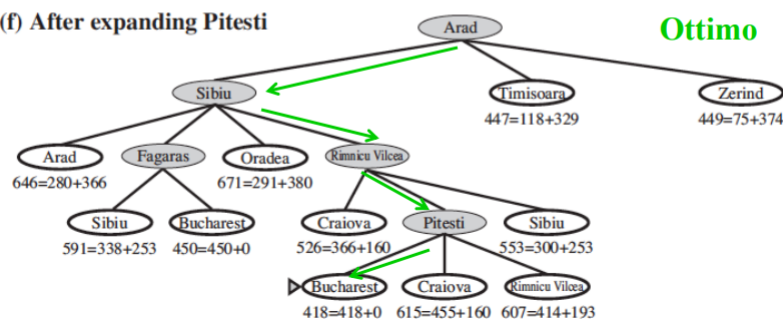 (f) After expanding Pitesti
Arad
Ottimo
Sibiu
Timisoara
Zerind
447=118+329
449=75+374
Arad
Fagaras
Oradea
Rimnicu Vilcea
646=280+366
671=291+380
Sibiu
Bucharest
Craiova
Pitesti
Sibiu
591=338+253
450=450+0
526=366+160
553=300+253
Bucharest
Craiova
Rimnicu Vilcea
418=418+0
615=455+160
607=414+193